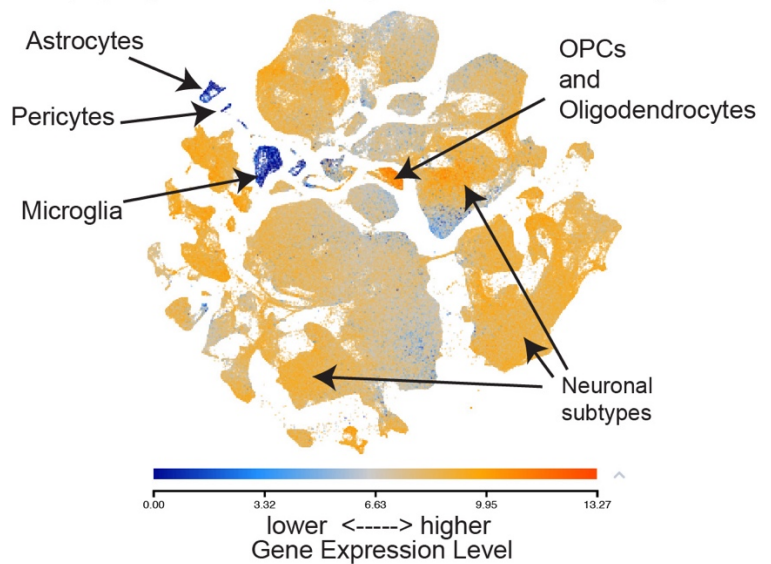 Astrocytes
OPCs
and
Oligodendrocytes
Pericytes
Microglia
Neuronal
subtypes
0.00 3.32 6.63 9.95 13.27
lower <-----> higher
Gene Expression Level